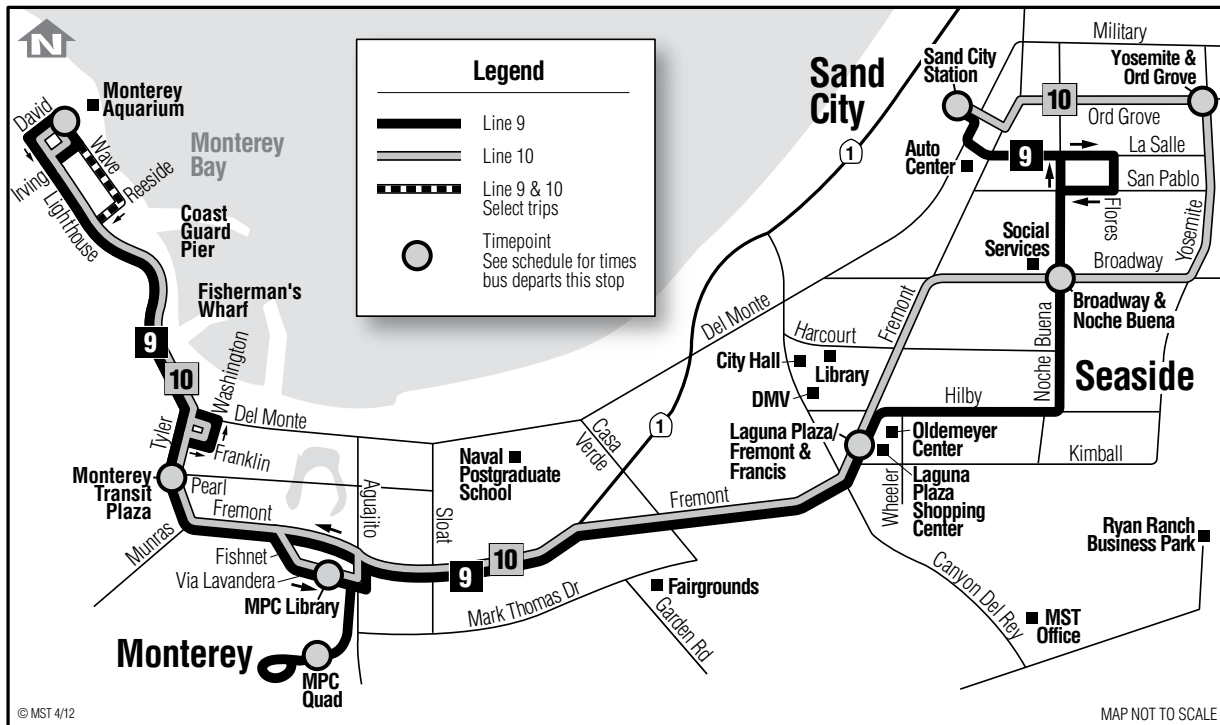 N
Legend
Line 9
Line 10
Line 9 & 10
Select trips
Timepoint
See schedule for times
bus departs this stop
Monterey
Aquarium
David
Wave
Reeside
Irving
Lighthouse
Monterey
Bay
Coast
Guard
Pier
Fisherman's
Wharf
9
10
Washington
Del Monte
Tyler
Franklin
Monterey
Transit
Plaza
Pearl
Munras
Fremont
Fishnet
Via Lavandera
MPC Library
Monterey
MPC
Quad
Aguajito
Sloat
Naval
Postgraduate
School
Casa
Verde
1
9
10
Fremont
Mark Thomas Dr
Garden Rd
Fairgrounds
Del Monte
1
Sand
City
Sand City
Station
Military
Yosemite &
Ord Grove
10
Ord Grove
9
La Salle
San Pablo
Auto
Center
Flores
Yosemite
Social
Services
Broadway
Broadway &
Noche Buena
Fremont
Harcourt
City Hall
Library
DMV
Noche Buena
Seaside
Hilby
Laguna Plaza/
Fremont &
Francis
Oldemeyer
Center
Kimball
Wheeler
Laguna
Plaza
Shopping
Center
Canyon Del Rey
Ryan Ranch
Business Park
MST
Office
© MST 4/12
MAP NOT TO SCALE